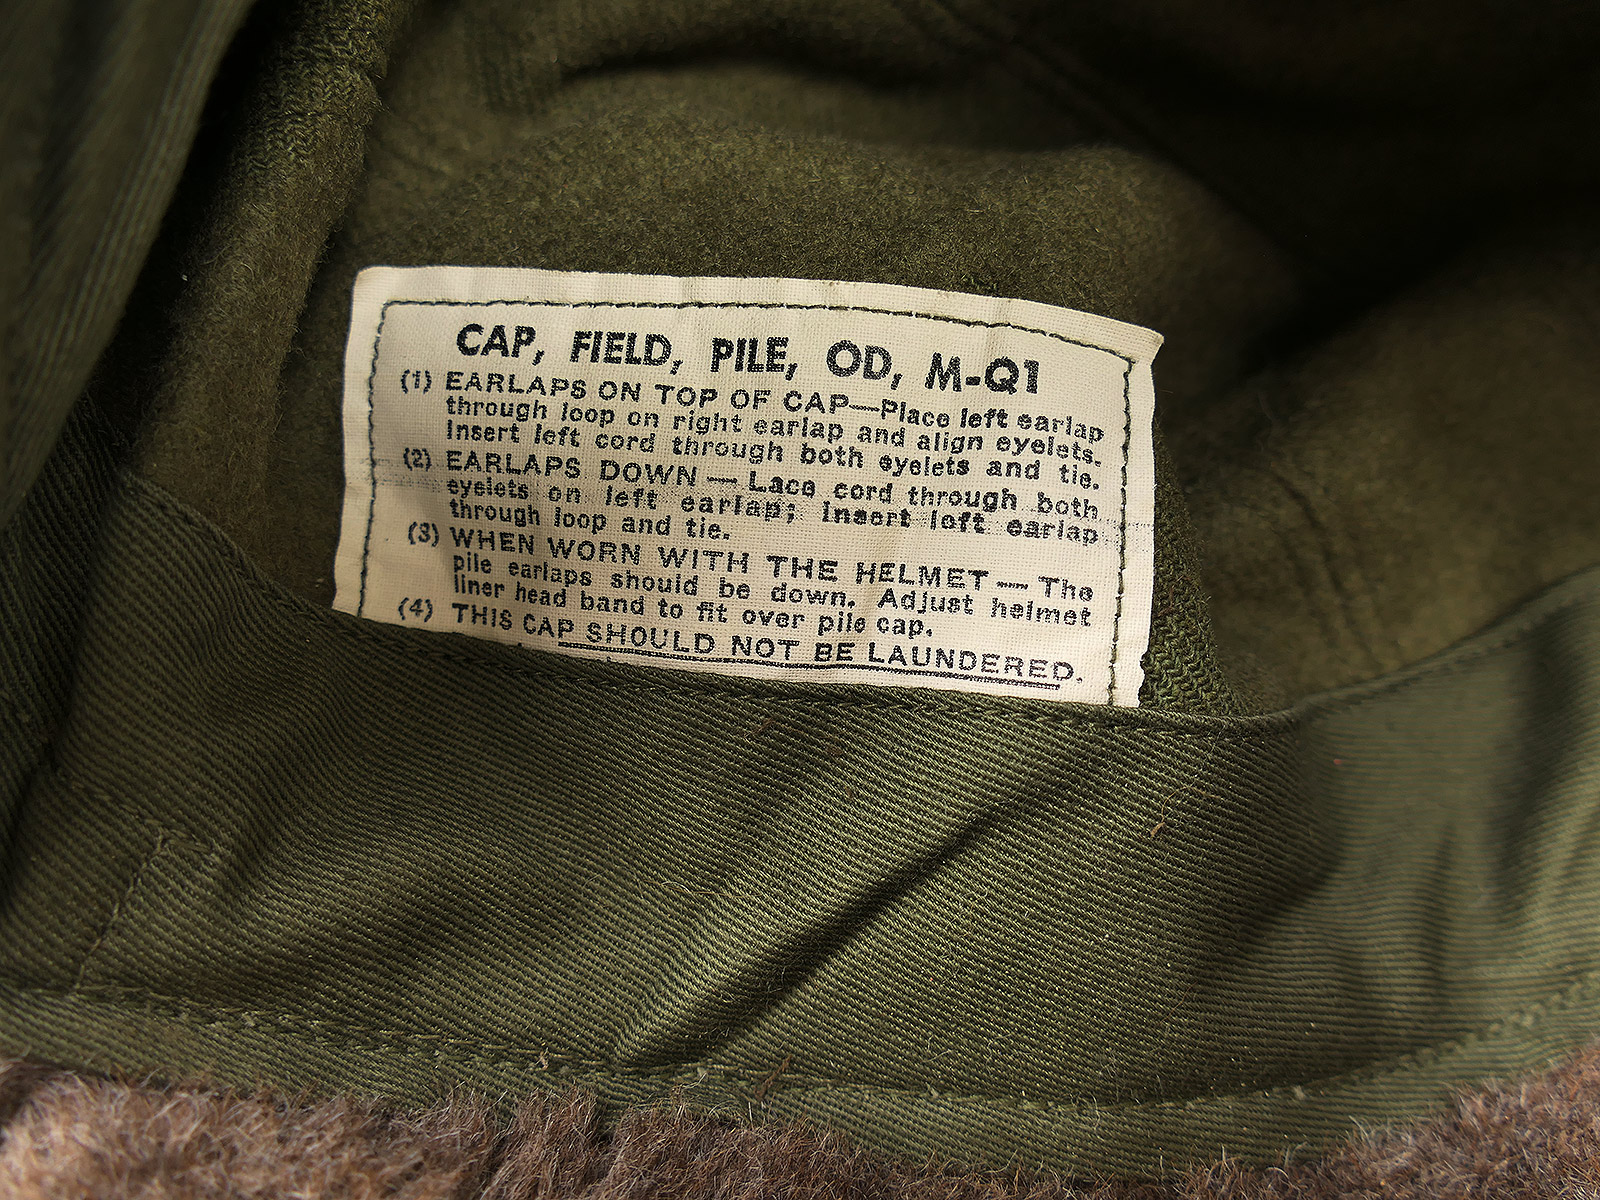 CAP, FIELD, PILE, OD, M-Q1
(1) EARLAPS ON TOP OF CAP—Place left earlap
through loop on right earlap and align eyelets.
Insert left cord through both eyelets and tie.
(2) EARLAPS DOWN — Lace cord through both
eyelets on left earlap; insert left earlap
through loop and tie.
(3) WHEN WORN WITH THE HELMET — The
pile earlaps should be down. Adjust helmet
liner head band to fit over pile cap.
(4) THIS CAP SHOULD NOT BE LAUNDERED.